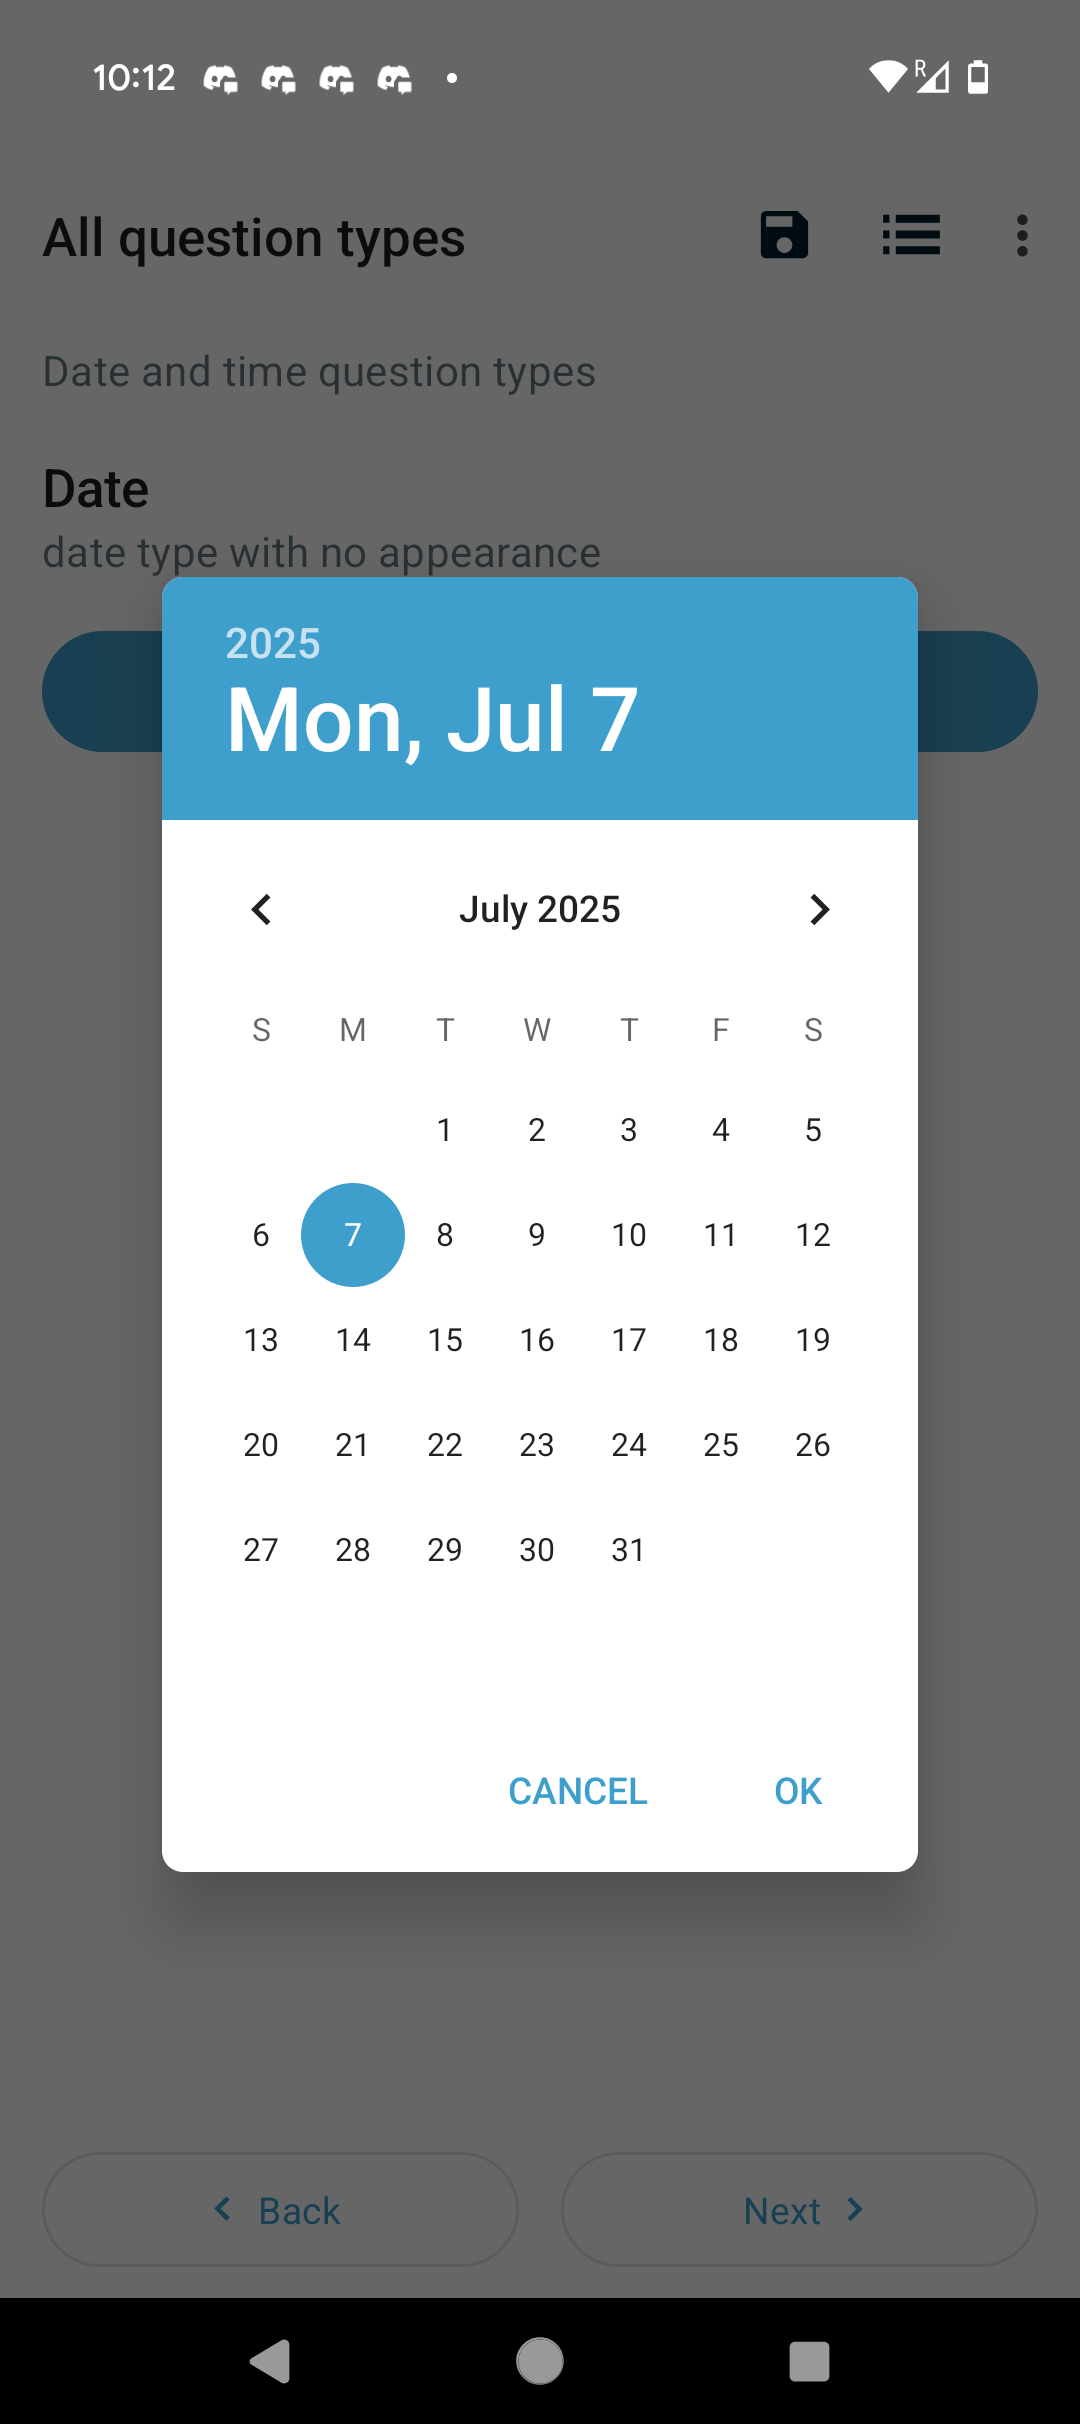 10:12
R
All question types
Date and time question types
Date
date type with no appearance
2025
Mon, Jul 7
July 2025
S M T W T F S
1 2 3 4 5
6 7 8 9 10 11 12
13 14 15 16 17 18 19
20 21 22 23 24 25 26
27 28 29 30 31
CANCEL OK
Back Next